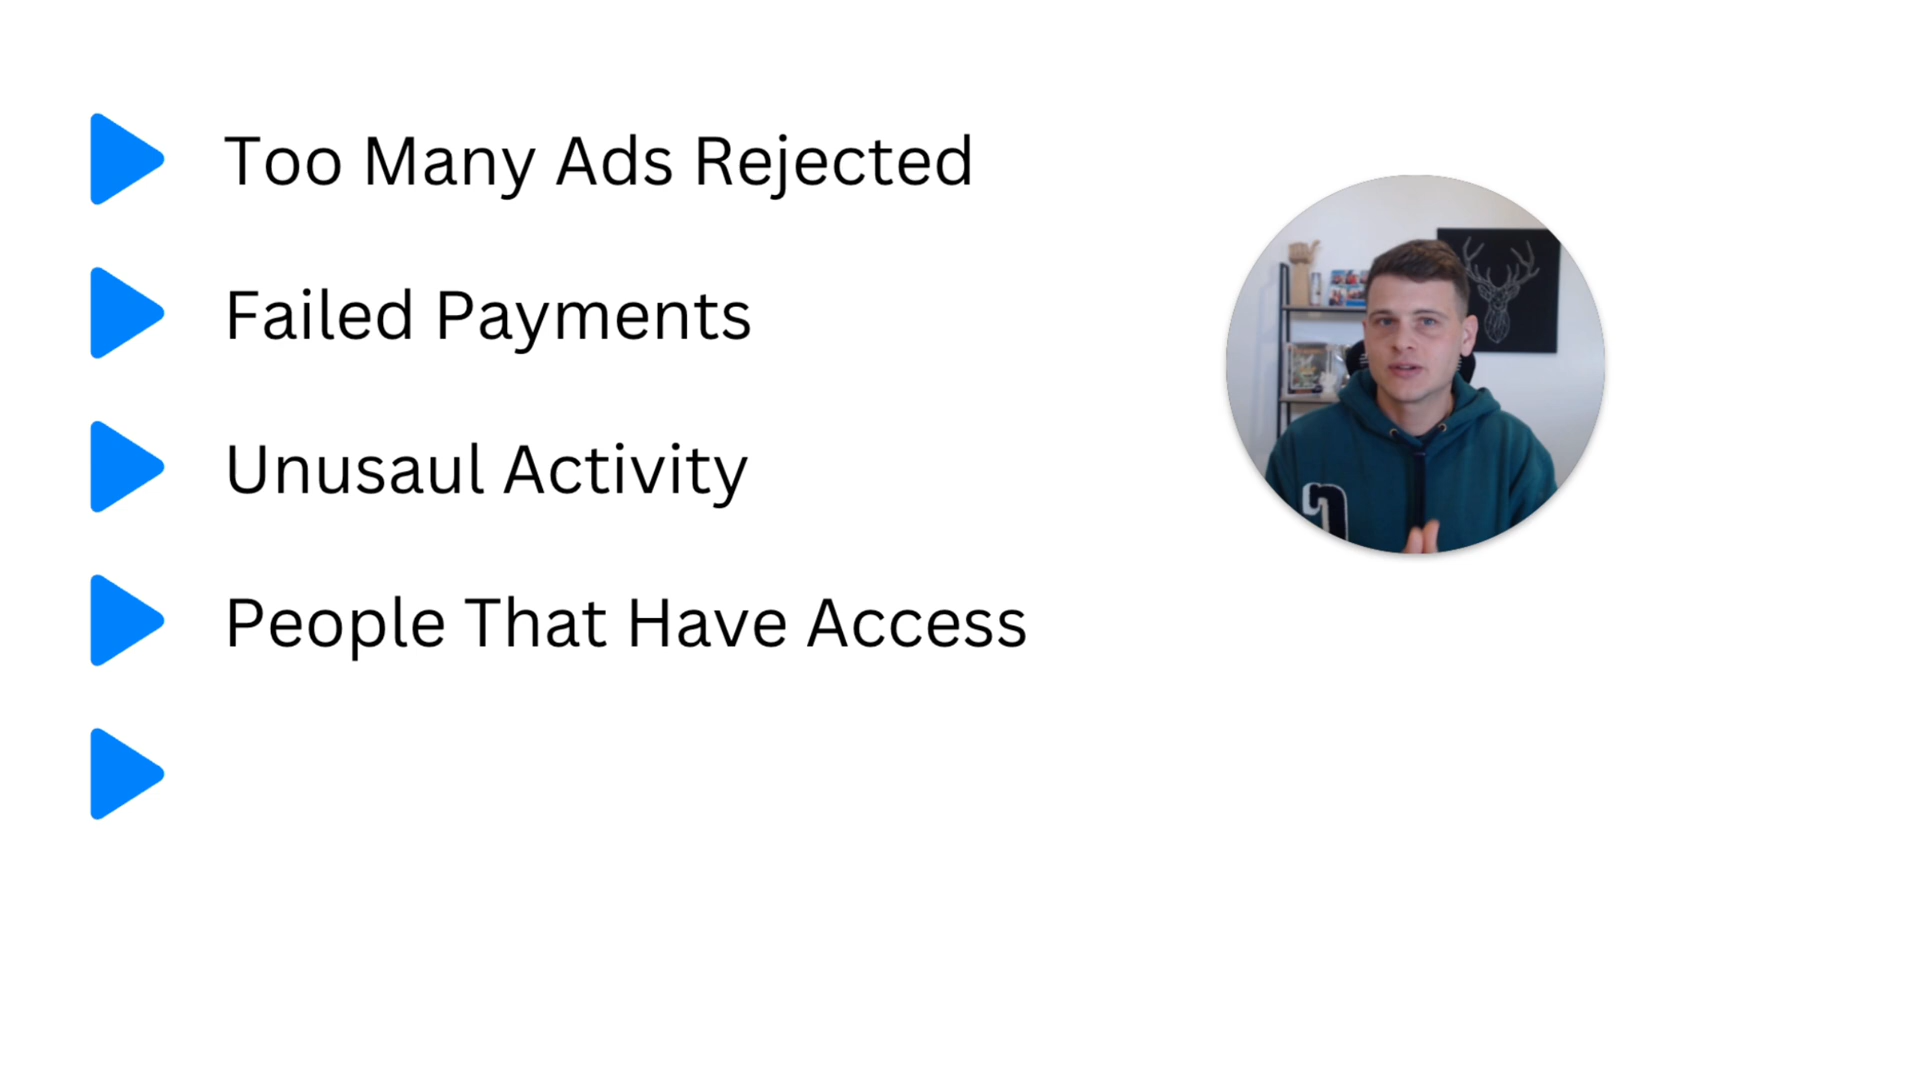 Too Many Ads Rejected
Failed Payments
Unusaul Activity
People That Have Access